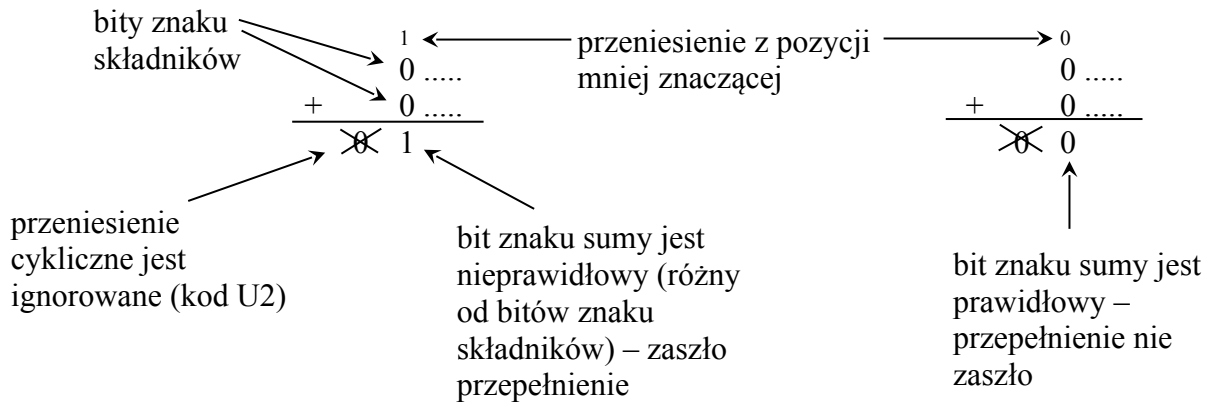 bity znaku
składników
1
0 .....
+ 0 .....
0 1
przeniesienie z pozycji
mniej znaczącej
0
0 .....
+ 0 .....
0 0
przeniesienie
cykliczne jest
ignorowane (kod U2)
bit znaku sumy jest
nieprawidłowy (różny
od bitów znaku
składników) – zaszło
przepełnienie
bit znaku sumy jest
prawidłowy –
przepełnienie nie
zaszło